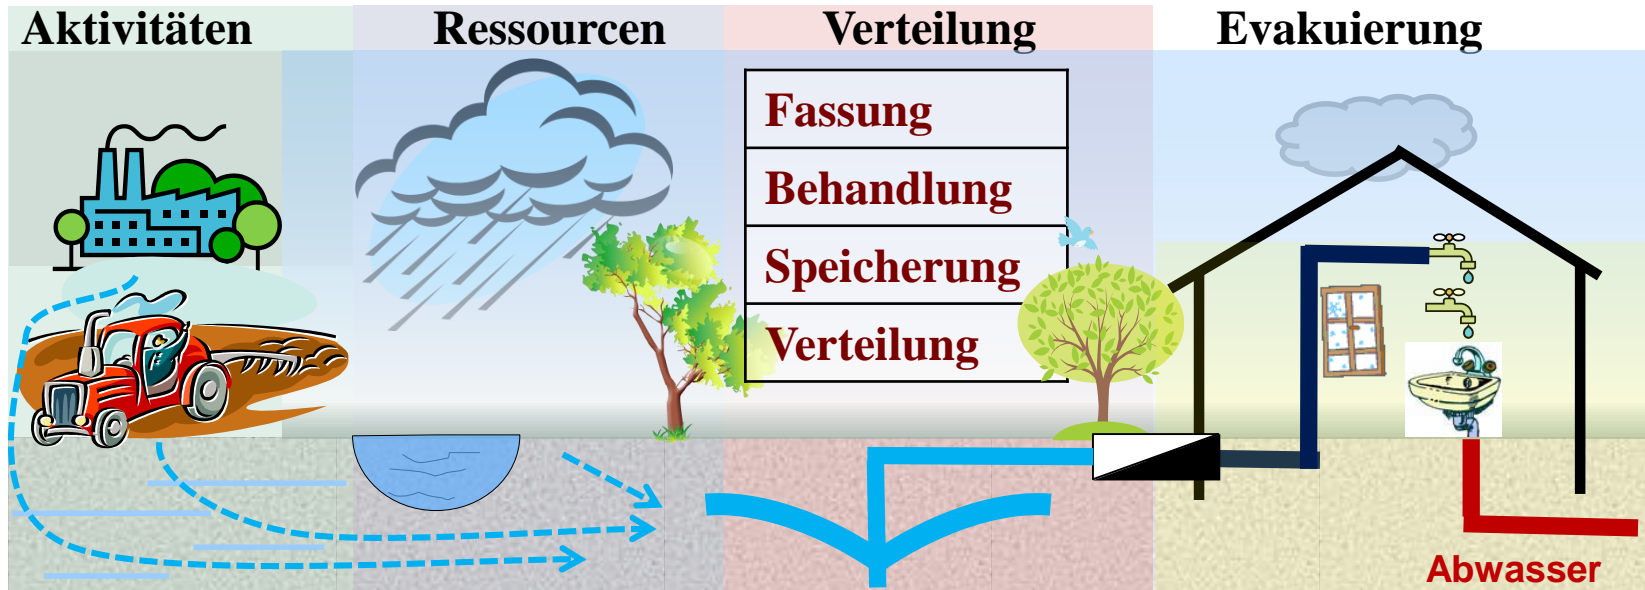 Aktivitäten
Ressourcen
Verteilung
Evakuierung
Fassung
Behandlung
Speicherung
Verteilung
Abwasser